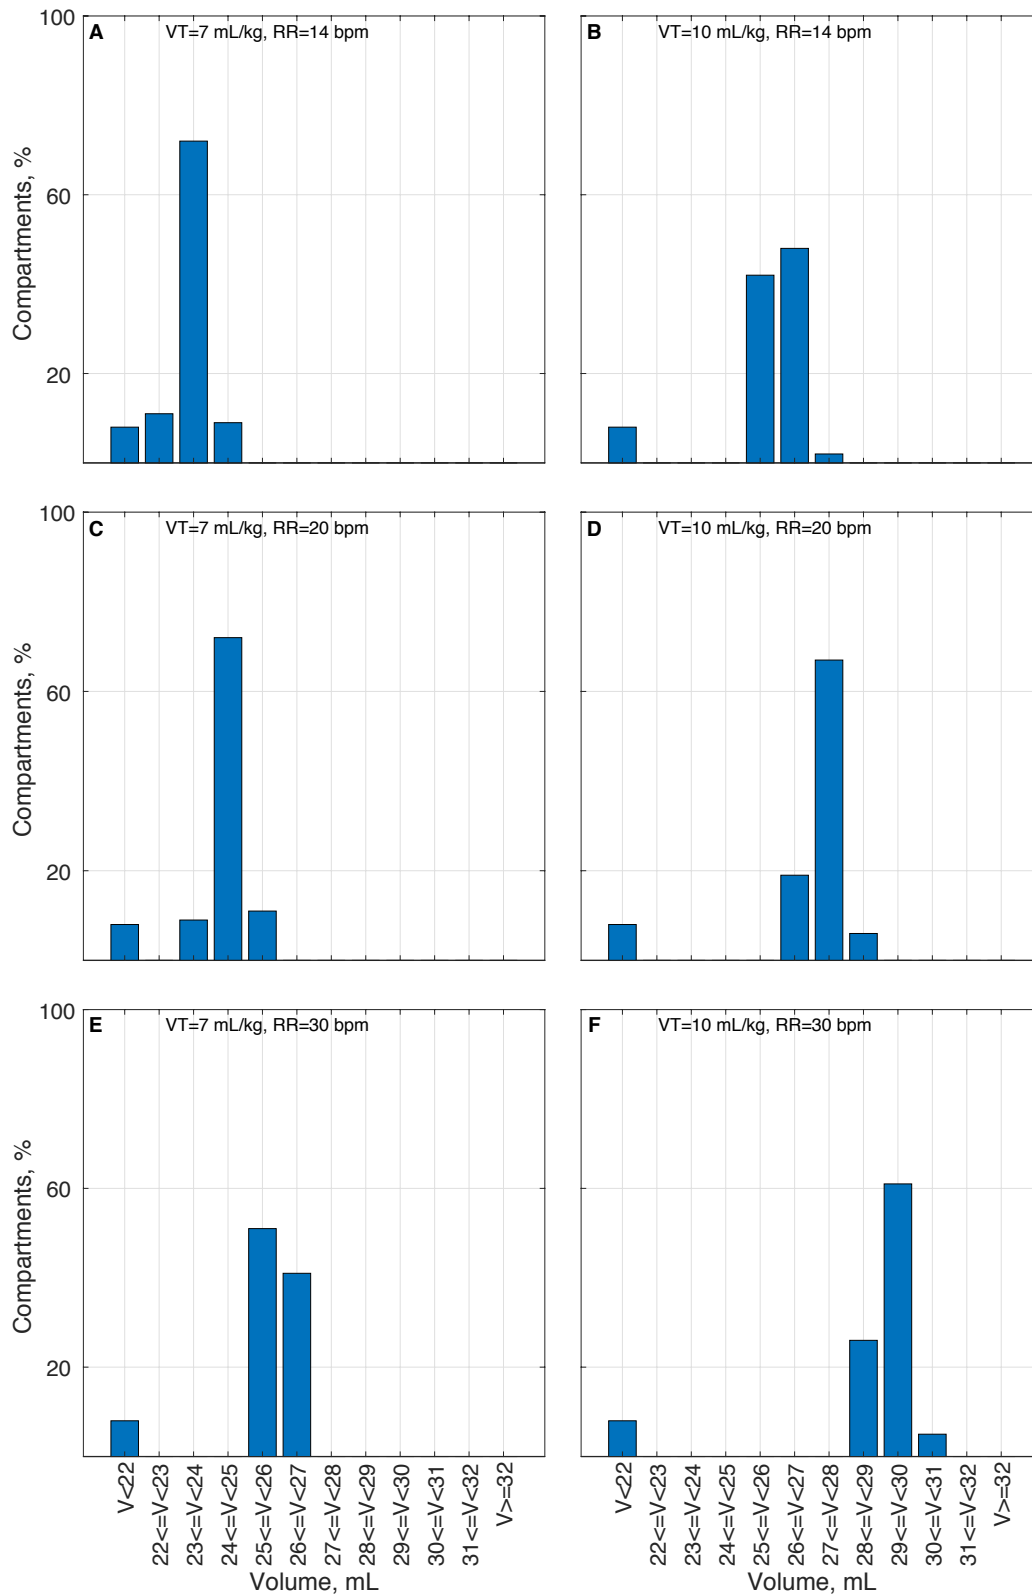 A VT=7 mL/kg, RR=14 bpm
B VT=10 mL/kg, RR=14 bpm
100
60
20
Compartments, %
C VT=7 mL/kg, RR=20 bpm
D VT=10 mL/kg, RR=20 bpm
100
60
20
Compartments, %
E VT=7 mL/kg, RR=30 bpm
F VT=10 mL/kg, RR=30 bpm
100
60
20
Compartments, %
V<22
22<=V<23
23<=V<24
24<=V<25
25<=V<26
26<=V<27
27<=V<28
28<=V<29
29<=V<30
30<=V<31
31<=V<32
V>=32
Volume, mL
V<22
22<=V<23
23<=V<24
24<=V<25
25<=V<26
26<=V<27
27<=V<28
28<=V<29
29<=V<30
30<=V<31
31<=V<32
V>=32
Volume, mL